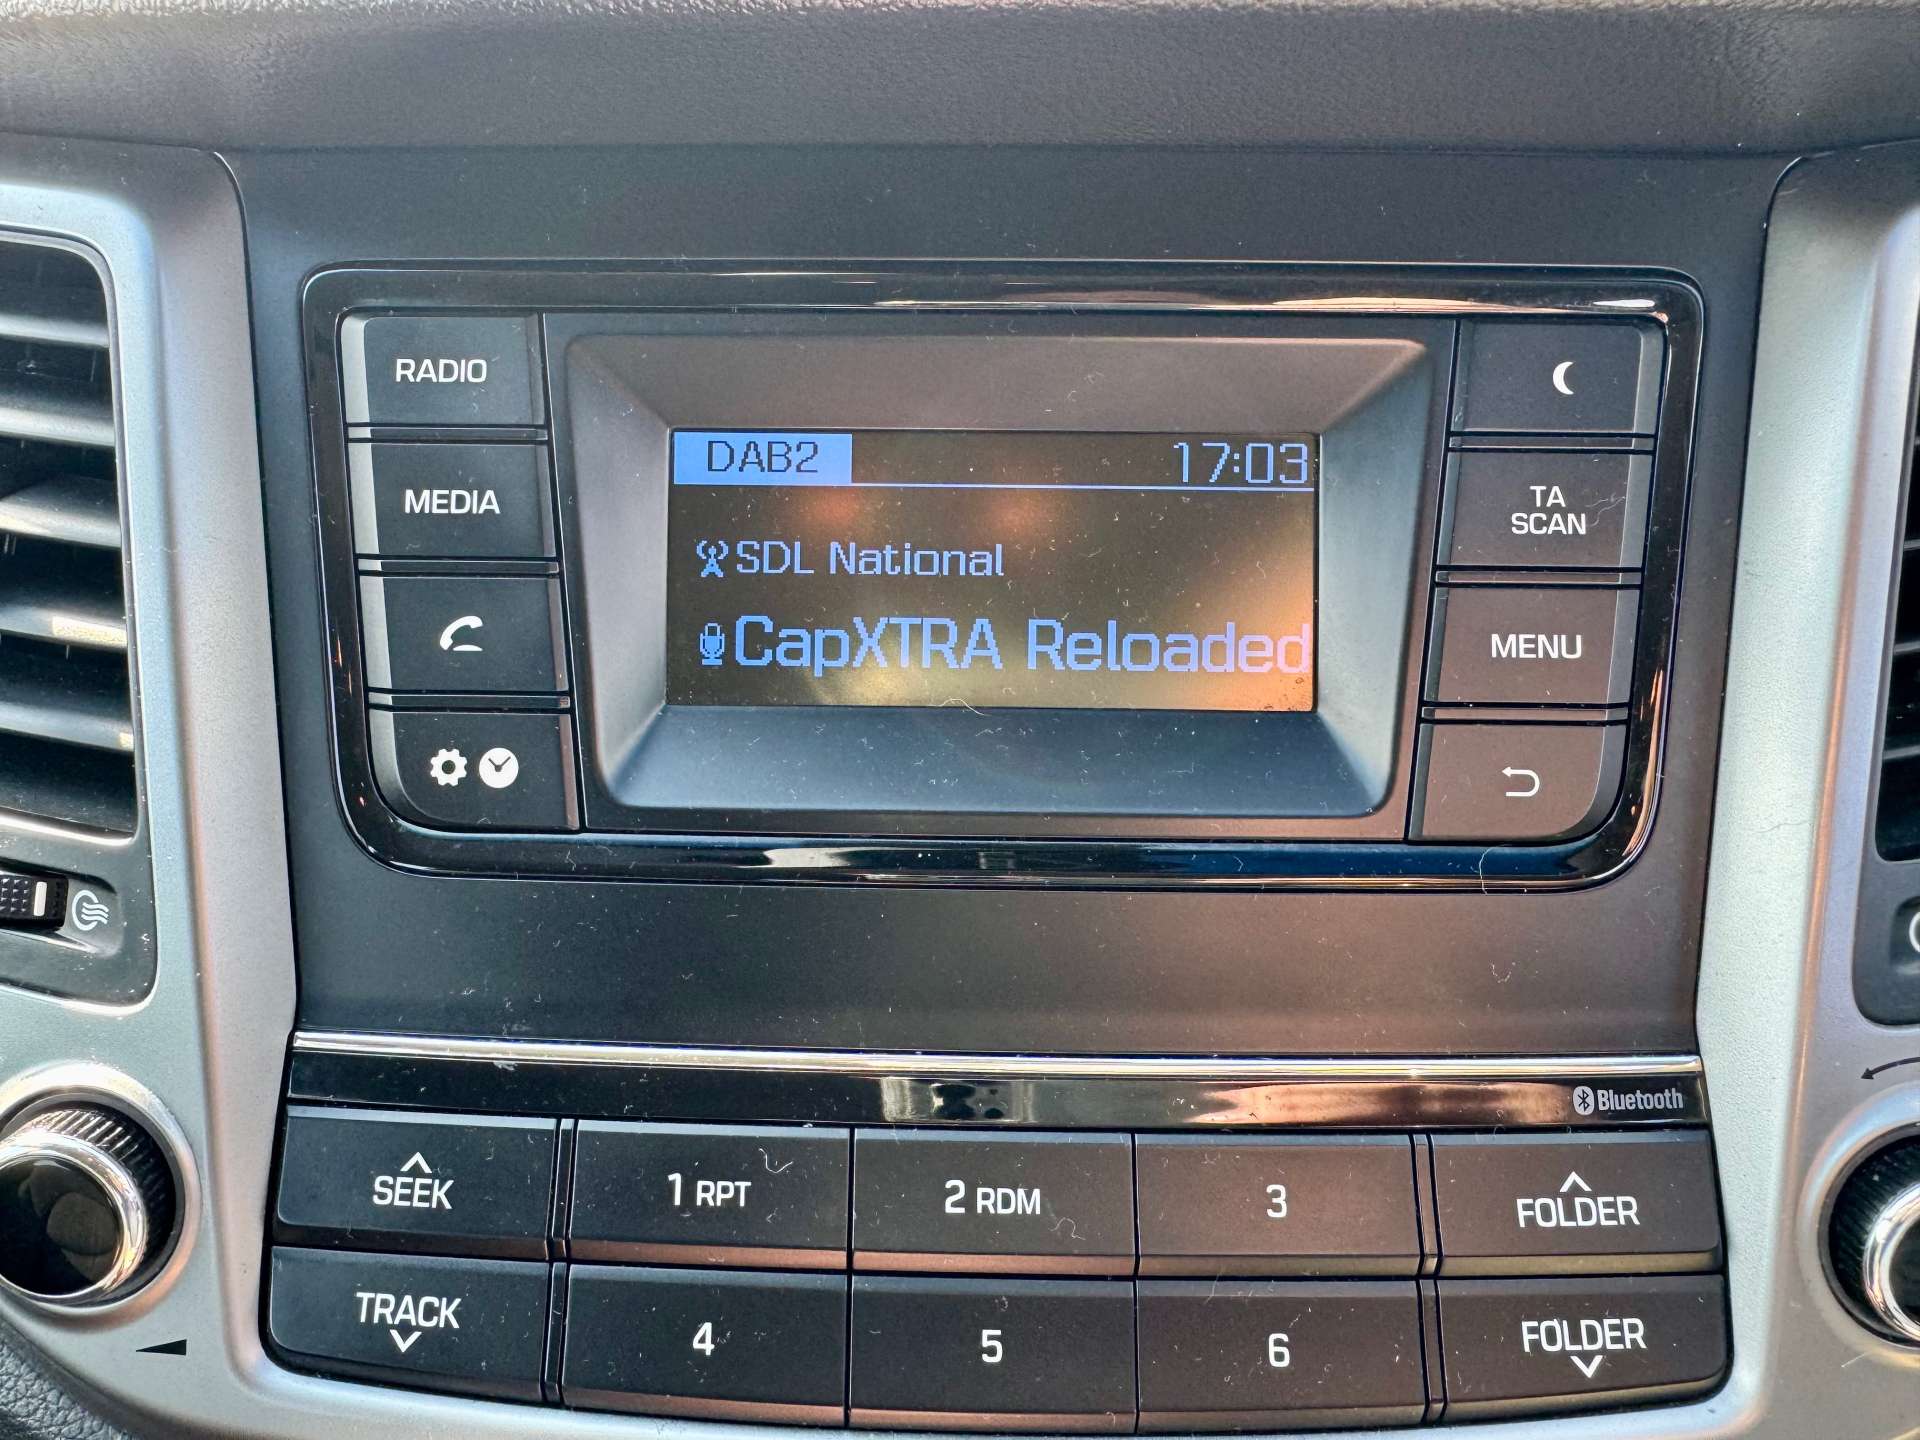 RADIO
MEDIA
DAB2 17:03
SDL National
CapXTRA Reloaded
TA
SCAN
MENU
Bluetooth
SEEK
1 RPT
2 RDM
3
FOLDER
TRACK
4
5
6
FOLDER